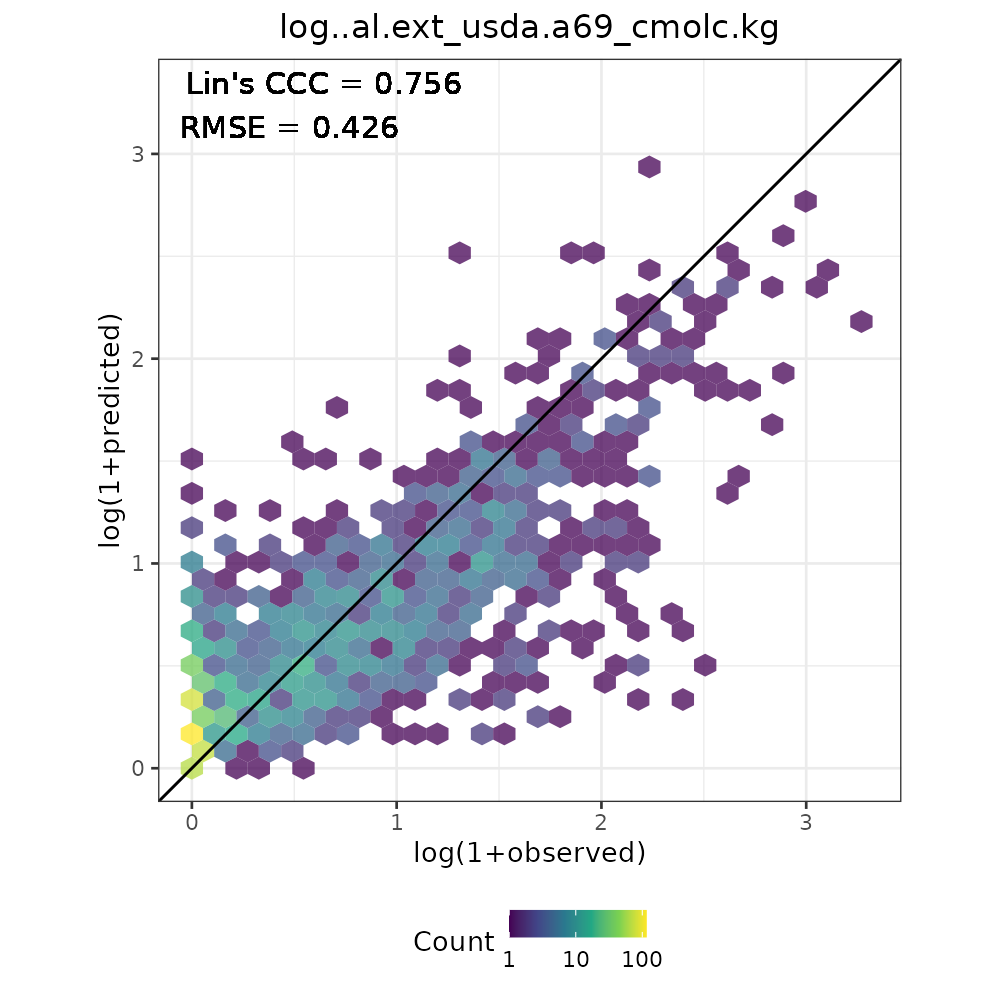 log..al.ext_usda.a69_cmolc.kg
Lin's CCC = 0.756
RMSE = 0.426
log(1+predicted)
3
2
1
0
0 1 2 3
log(1+observed)
Count
1 10 100